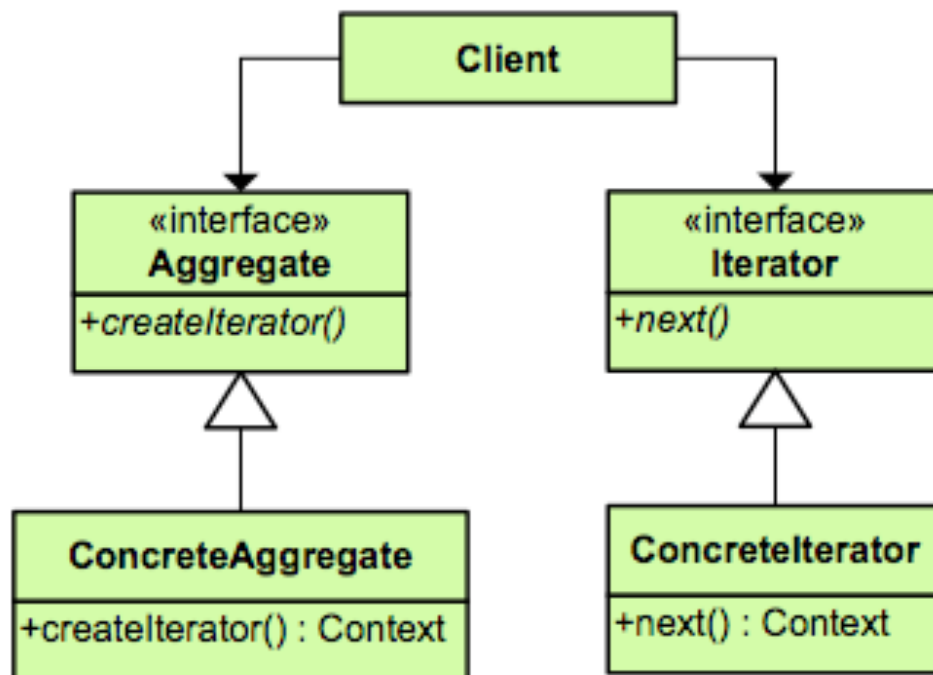 Client
«interface»
Aggregate
+createIterator()
«interface»
Iterator
+next()
ConcreteAggregate
+createIterator() : Context
ConcreteIterator
+next() : Context